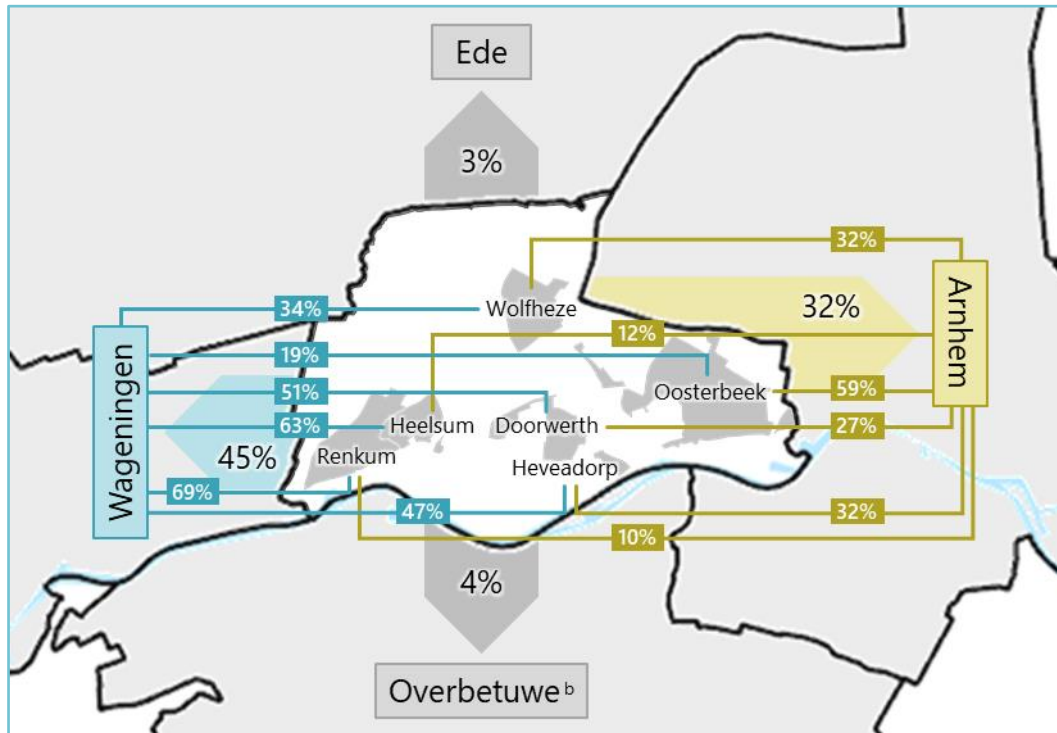 Ede
3%
32%
Wolfheze
34%
32%
12%
19%
Oosterbeek
59%
51%
Heelsum
Doorwerth
27%
63%
Renkum
45%
Heveadorp
69%
47%
32%
10%
Wageningen
Arnhem
4%
Overbetuwe ᵇ